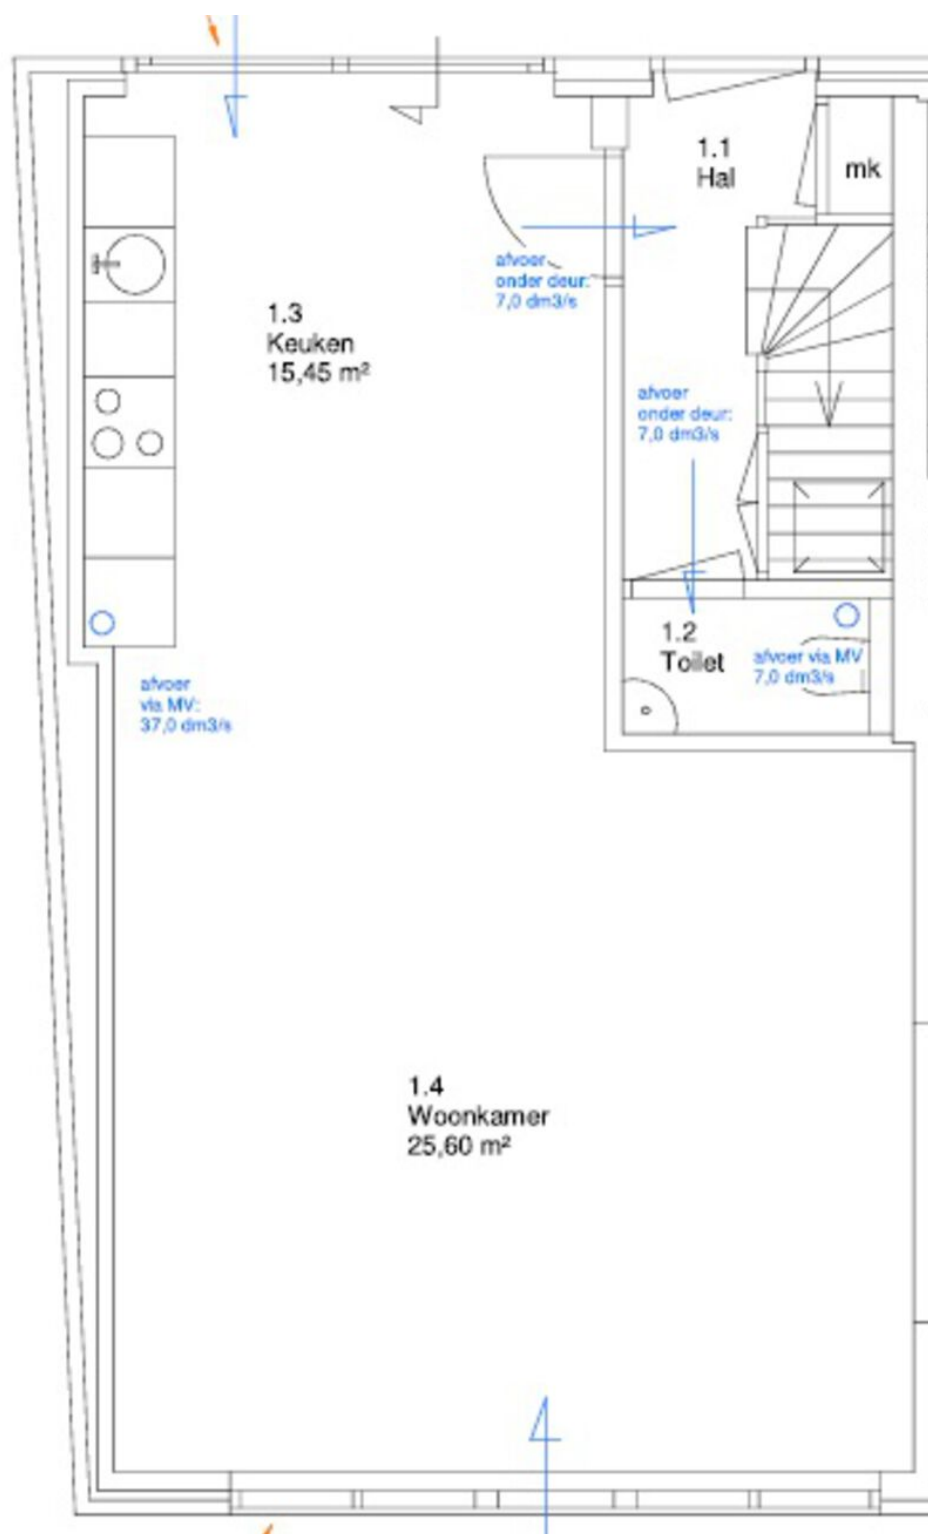 1.1
Hal
mk
afvoer
onder deur:
7,0 dm3/s
1.3
Keuken
15,45 m²
afvoer
onder deur:
7,0 dm3/s
1.2
Toilet
afvoer via MV
7,0 dm3/s
afvoer
via MV:
37,0 dm3/s
1.4
Woonkamer
25,60 m²